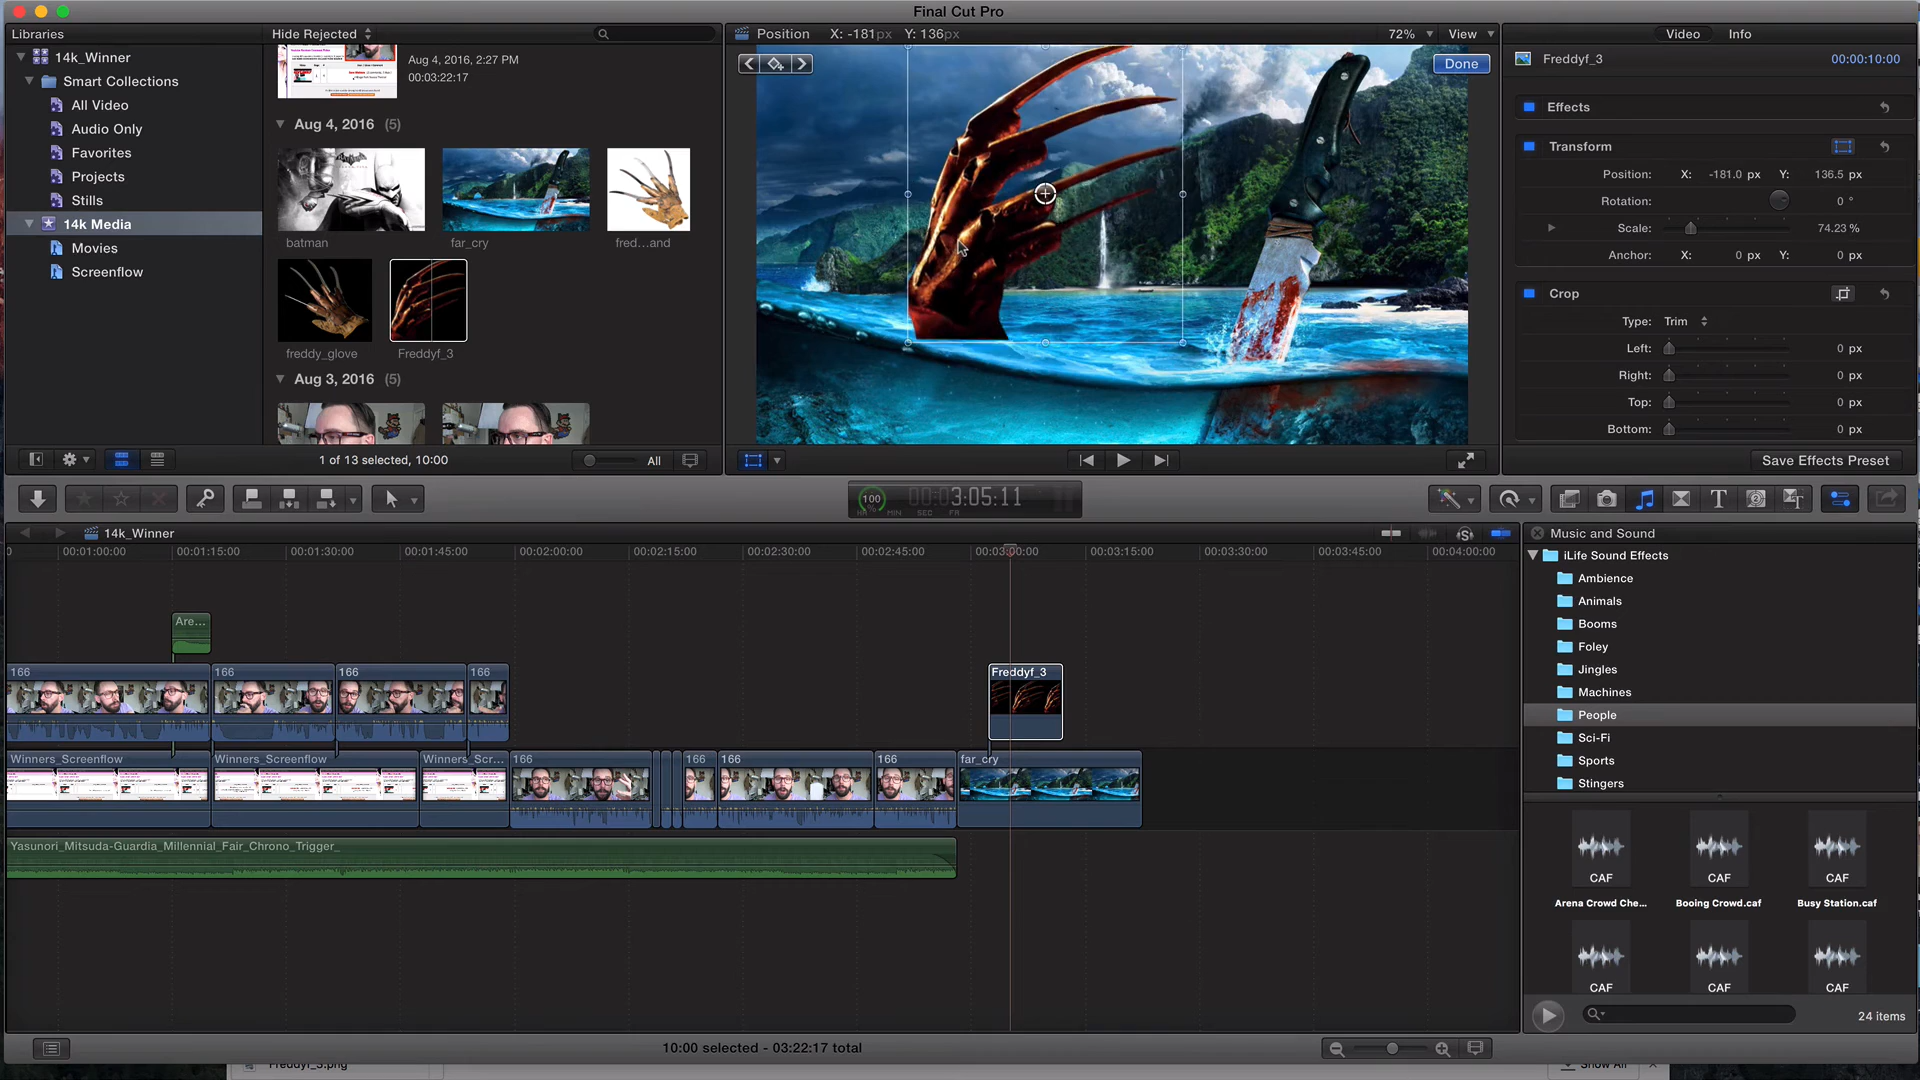 Final Cut Pro
Libraries
Hide Rejected
Position X: -181px Y: 136px
72% View
Video Info
14k_Winner
Smart Collections
All Video
Audio Only
Favorites
Projects
Stills
14k Media
Movies
Screenflow
Aug 4, 2016, 2:27 PM
00:03:22:17
Aug 4, 2016 (5)
batman
far_cry
fred...and
freddy_glove
Freddyf_3
Aug 3, 2016 (5)
Done
Freddyf_3 00:00:10:00
Effects
Transform
Position: X: -181.0 px Y: 136.5 px
Rotation: 0 °
Scale: 74.23 %
Anchor: X: 0 px Y: 0 px
Crop
Type: Trim
Left: 0 px
Right: 0 px
Top: 0 px
Bottom: 0 px
1 of 13 selected, 10:00
All
Save Effects Preset
100
%
3:05:11
HR MIN SEC FR
14k_Winner
00:01:00:00 00:01:15:00 00:01:30:00 00:01:45:00 00:02:00:00 00:02:15:00 00:02:30:00 00:02:45:00 00:03:00:00 00:03:15:00 00:03:30:00 00:03:45:00 00:04:00:00
Are...
166 166 166 166
Freddyf_3
Winners_Screenflow Winners_Screenflow Winners_Scr... 166 166 166 166 far_cry
Yasunori_Mitsuda-Guardia_Millennial_Fair_Chrono_Trigger_
Music and Sound
iLife Sound Effects
Ambience
Animals
Booms
Foley
Jingles
Machines
People
Sci-Fi
Sports
Stingers
CAF CAF CAF
Arena Crowd Che... Booing Crowd.caf Busy Station.caf
CAF CAF CAF
24 items
10:00 selected - 03:22:17 total
Freddyf_3.png
Show All